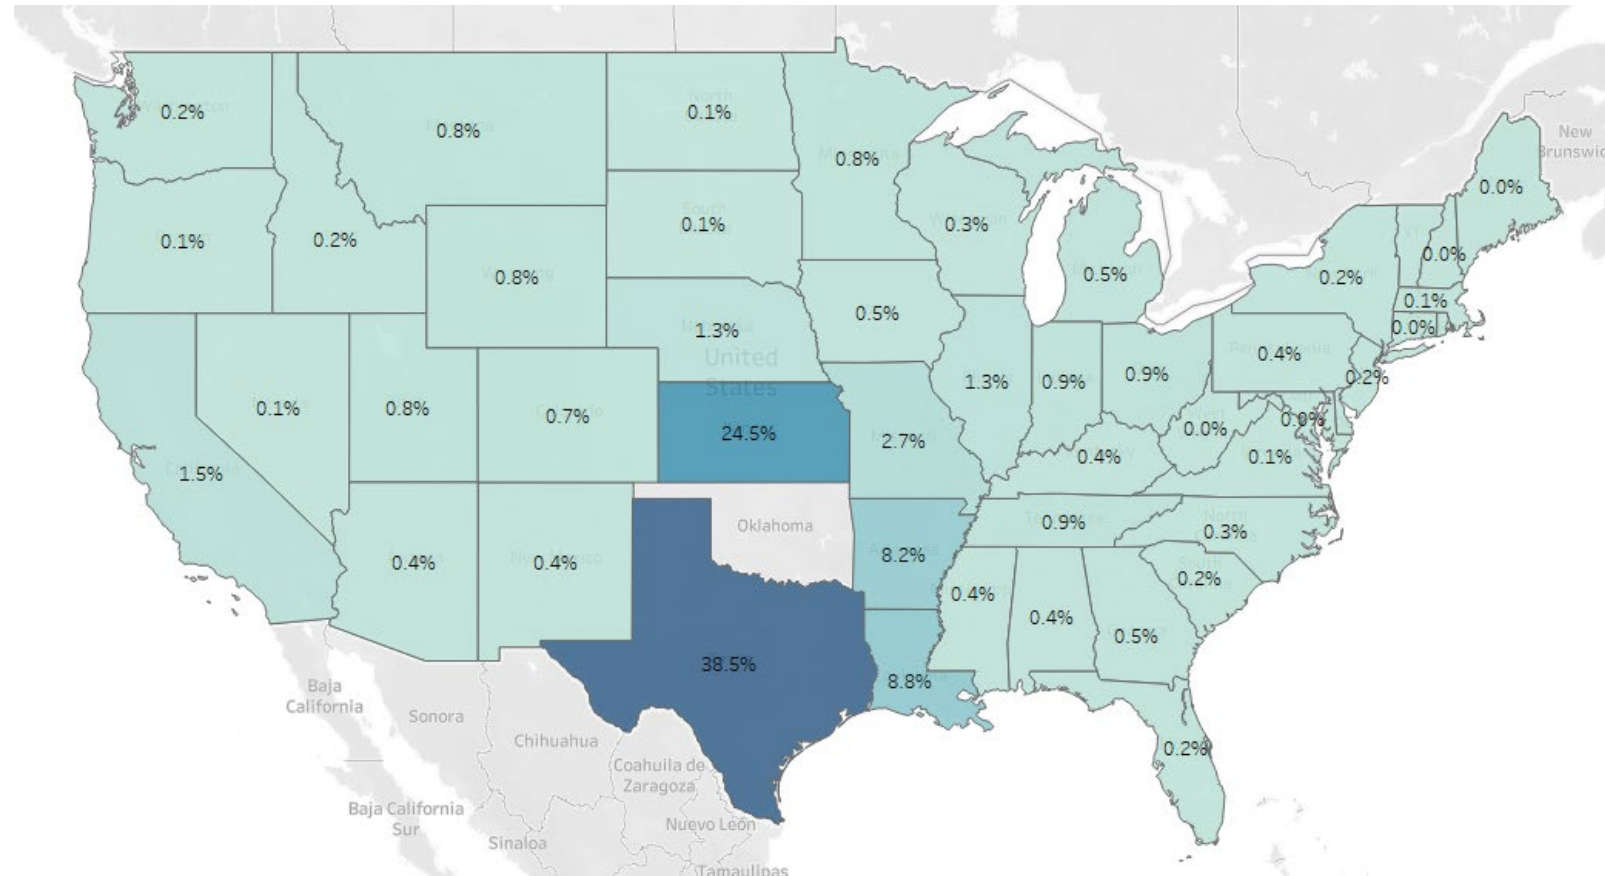 0.2%
0.8%
0.1%
0.8%
New
Brunswic
0.0%
0.1%
0.2%
0.8%
0.1%
0.3%
0.5%
0.2%
0.0%
0.1%
0.0%
0.5%
1.3%
United
States
0.4%
0.2%
1.5%
0.1%
0.8%
0.7%
24.5%
2.7%
1.3%
0.9%
0.9%
0.0%
0.0%
0.4%
0.1%
0.4%
0.4%
Oklahoma
8.2%
0.9%
0.3%
0.2%
0.4%
0.4%
0.5%
38.5%
8.8%
0.2%
Baja
California
Sonora
Chihuahua
Coahuila de
Zaragoza
Baja California
Sur
Sinaloa
Nuevo León
Tamaulipas